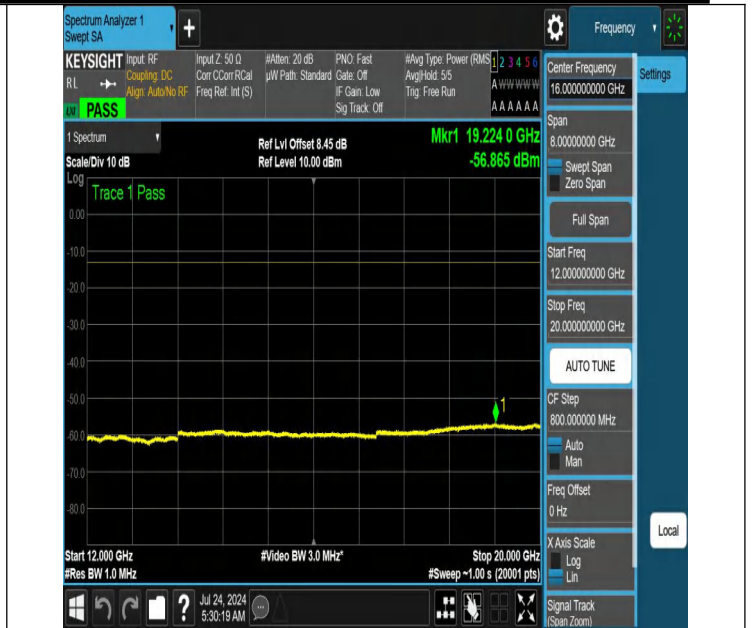 Spectrum Analyzer 1
Swept SA
+
Frequency
KEYSIGHT
RL
LXI
PASS
Input: RF
Coupling: DC
Align: Auto/No RF
Input Z: 50 Ω
Corr CCorr RCal
Freq Ref: Int (S)
#Atten: 20 dB
µW Path: Standard
PNO: Fast
Gate: Off
IF Gain: Low
Sig Track: Off
#Avg Type: Power (RMS
Avg|Hold: 5/5
Trig: Free Run
1 2 3 4 5 6
A W W W W W
A A A A A A
1 Spectrum
Scale/Div 10 dB
Ref Lvl Offset 8.45 dB
Ref Level 10.00 dBm
Mkr1 19.224 0 GHz
-56.865 dBm
Log
Trace 1 Pass
0.00
-10.0
-20.0
-30.0
-40.0
-50.0
-60.0
-70.0
-80.0
1
Start 12.000 GHz
#Res BW 1.0 MHz
#Video BW 3.0 MHz*
Stop 20.000 GHz
#Sweep ~1.00 s (20001 pts)
Center Frequency
16.000000000 GHz
Span
8.00000000 GHz
Swept Span
Zero Span
Full Span
Start Freq
12.000000000 GHz
Stop Freq
20.000000000 GHz
AUTO TUNE
CF Step
800.000000 MHz
Auto
Man
Freq Offset
0 Hz
X Axis Scale
Log
Lin
Signal Track
(Span Zoom)
Settings
Local
?
Jul 24, 2024
5:30:19 AM